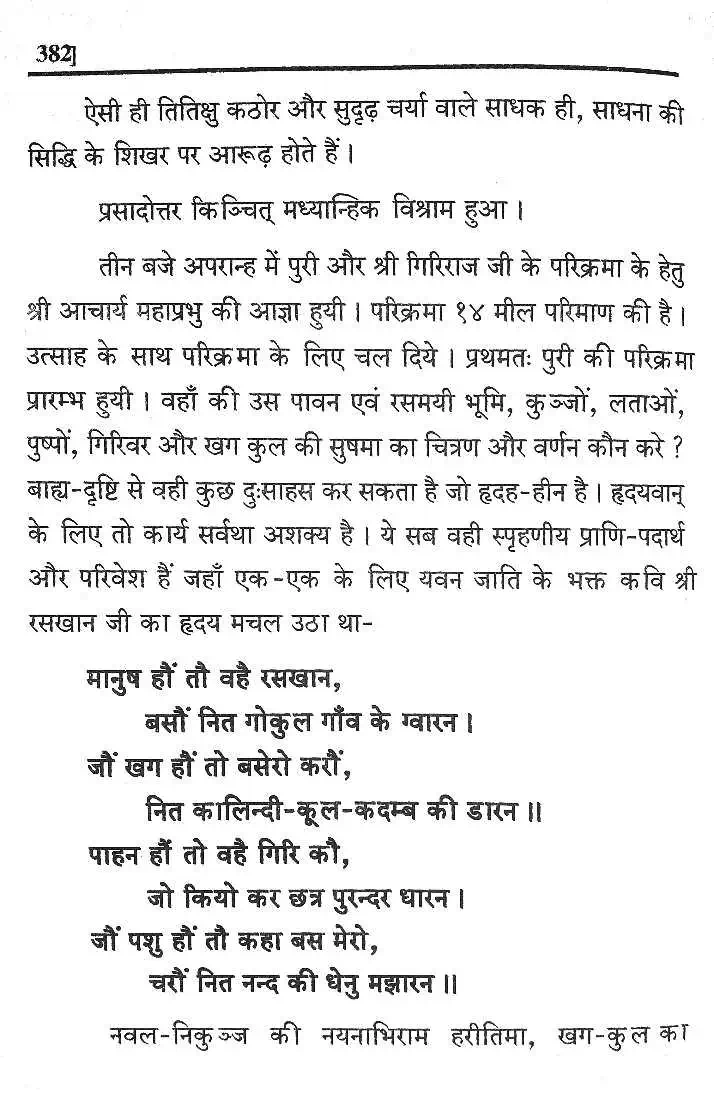 382]
ऐसी ही तितिक्षु कठोर और सुदृढ़ चर्या वाले साधक ही, साधना की
सिद्धि के शिखर पर आरूढ़ होते हैं ।
प्रसादोत्तर किञ्चित् मध्यान्हिक विश्राम हुआ ।
तीन बजे अपरान्ह में पुरी और श्री गिरिराज जी के परिक्रमा के हेतु
श्री आचार्य महाप्रभु की आज्ञा हुयी । परिक्रमा १४ मील परिमाण की है ।
उत्साह के साथ परिक्रमा के लिए चल दिये । प्रथमतः पुरी की परिक्रमा
प्रारम्भ हुयी । वहाँ की उस पावन एवं रसमयी भूमि, कुञ्जों, लताओं,
पुष्पों, गिरिवर और खग कुल की सुषमा का चित्रण और वर्णन कौन करे ?
बाह्य-दृष्टि से वही कुछ दुःसाहस कर सकता है जो हृदह-हीन है । हृदयवान्
के लिए तो कार्य सर्वथा अशक्य है । ये सब वही स्पृहणीय प्राणि-पदार्थ
और परिवेश हैं जहाँ एक-एक के लिए यवन जाति के भक्त कवि श्री
रसखान जी का हृदय मचल उठा था-
मानुष हौं तौ वहै रसखान,
बसौं नित गोकुल गाँव के ग्वारन ।
जौं खग हौं तो बसेरो करौं,
नित कालिन्दी-कूल-कदम्ब की डारन ॥
पाहन हौं तो वहै गिरि कौ,
जो कियो कर छत्र पुरन्दर धारन ।
जौं पशु हौं तौ कहा बस मेरो,
चरौं नित नन्द की धेनु मझारन ॥
नवल-निकुञ्ज की नयनाभिराम हरीतिमा, खग-कुल का